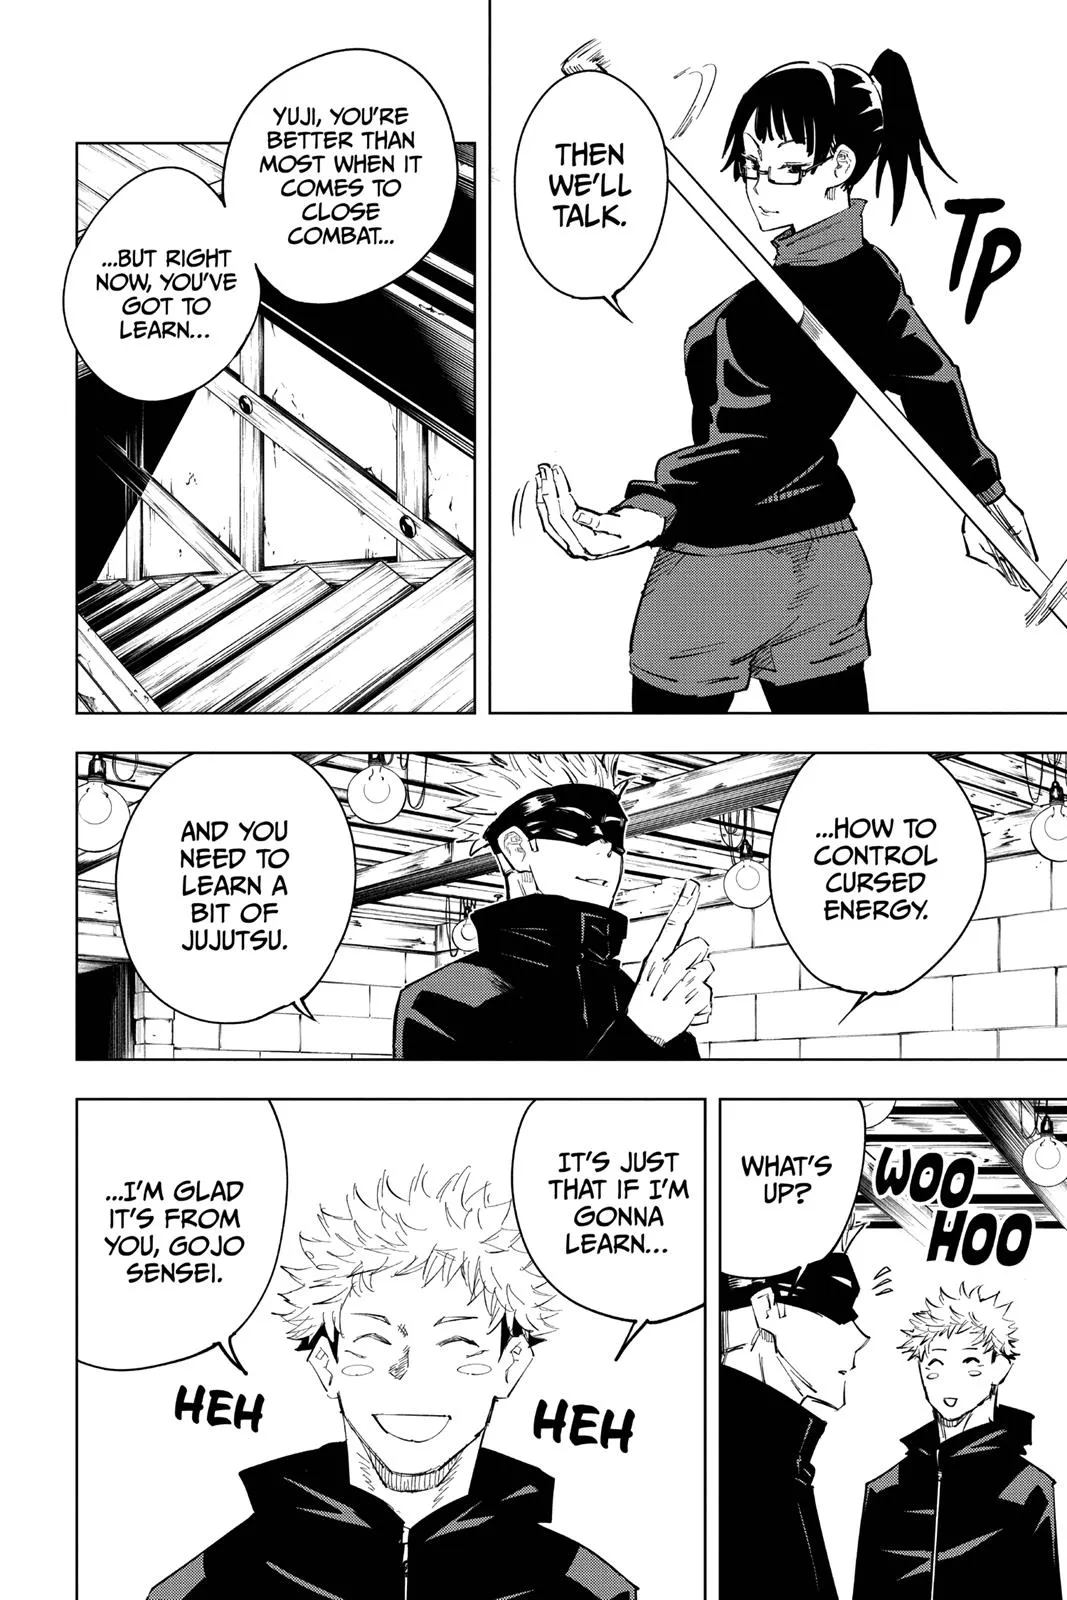 THEN
WE'LL
TALK.
TP
YUJI, YOU'RE
BETTER THAN
MOST WHEN IT
COMES TO
CLOSE
COMBAT...
...BUT RIGHT
NOW, YOU'VE
GOT TO
LEARN...
...HOW TO
CONTROL
CURSED
ENERGY.
AND YOU
NEED TO
LEARN A
BIT OF
JUJUTSU.
WOO
HOO
WHAT'S
UP?
IT'S JUST
THAT IF I'M
GONNA
LEARN...
...I'M GLAD
IT'S FROM
YOU, GOJO
SENSEI.
HEH
HEH